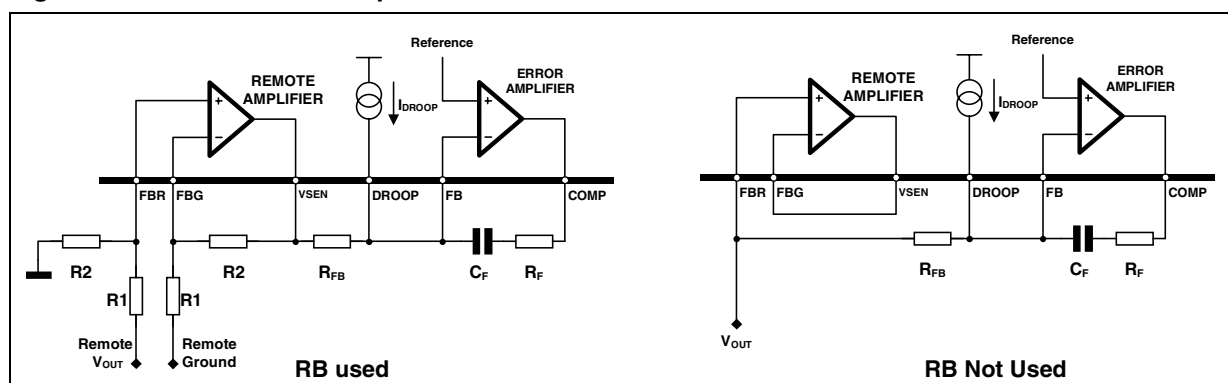 Reference
REMOTE
AMPLIFIER
IDROOP
ERROR
AMPLIFIER
FBR
FBG
VSEN
DROOP
FB
COMP
R2
R2
RFB
CF
RF
R1
R1
Remote
VOUT
Remote
Ground
RB used
Reference
REMOTE
AMPLIFIER
IDROOP
ERROR
AMPLIFIER
FBR
FBG
VSEN
DROOP
FB
COMP
RFB
CF
RF
VOUT
RB Not Used